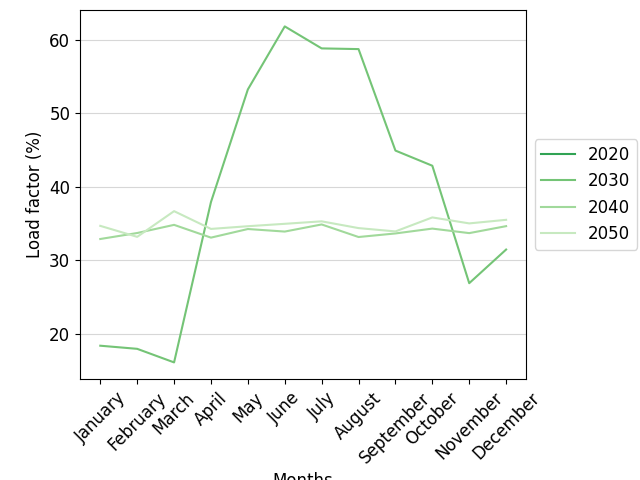 60
50
40
30
20
Load factor (%)
January
February
March
April
May
June
July
August
September
October
November
December
Months
2020
2030
2040
2050